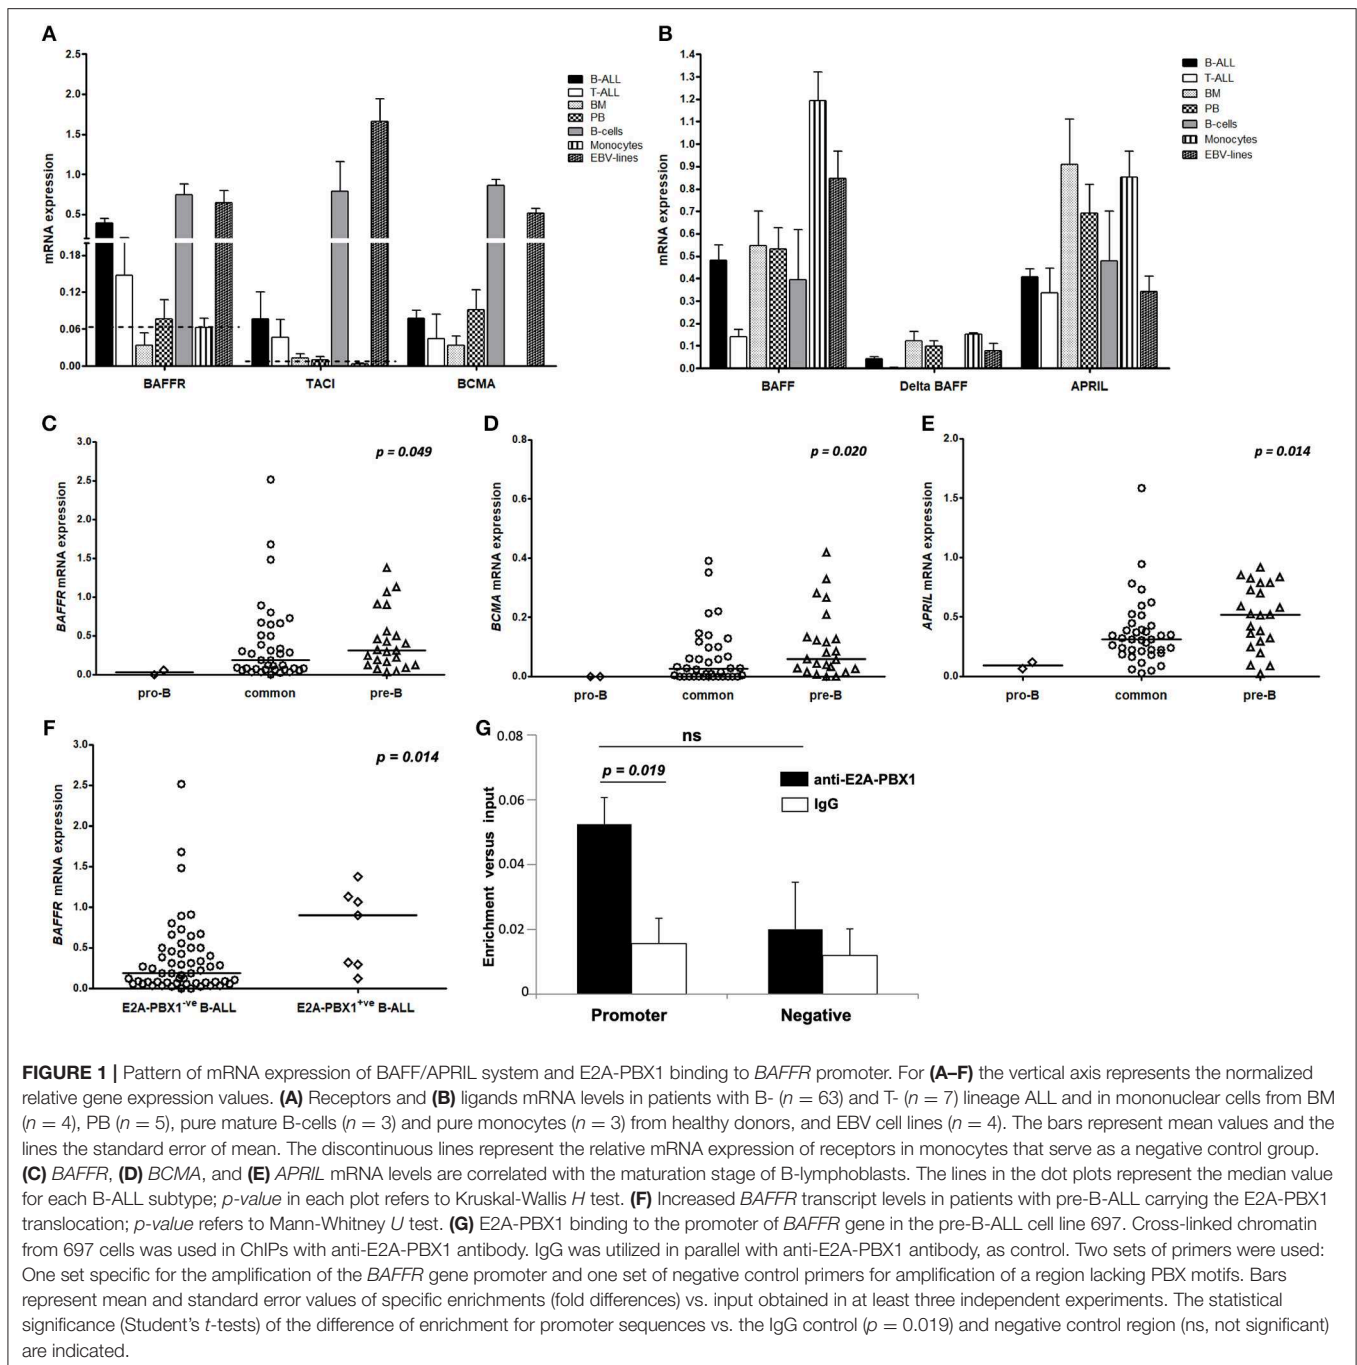 A
2.5
2.0
1.5
1.0
0.5
0.18
0.12
0.06
0.00
mRNA expression
B-ALL
T-ALL
BM
PB
B-cells
Monocytes
EBV-lines
BAFFR TACI BCMA
B
1.4
1.3
1.2
1.1
1.0
0.9
0.8
0.7
0.6
0.5
0.4
0.3
0.2
0.1
0.0
mRNA expression
B-ALL
T-ALL
BM
PB
B-cells
Monocytes
EBV-lines
BAFF Delta BAFF APRIL
C
3.0
2.5
2.0
1.5
1.0
0.5
0.0
BAFFR mRNA expression
p = 0.049
pro-B common pre-B
D
0.8
0.6
0.4
0.2
0.0
BCMA mRNA expression
p = 0.020
pro-B common pre-B
E
2.0
1.5
1.0
0.5
0.0
APRIL mRNA expression
p = 0.014
pro-B common pre-B
F
3.0
2.5
2.0
1.5
1.0
0.5
0.0
BAFFR mRNA expression
p = 0.014
E2A-PBX1-ve B-ALL E2A-PBX1+ve B-ALL
G
0.08
0.06
0.04
0.02
0
Enrichment versus input
ns
p = 0.019
anti-E2A-PBX1
IgG
Promoter Negative
FIGURE 1 | Pattern of mRNA expression of BAFF/APRIL system and E2A-PBX1 binding to BAFFR promoter. For (A–F) the vertical axis represents the normalized
relative gene expression values. (A) Receptors and (B) ligands mRNA levels in patients with B- (n = 63) and T- (n = 7) lineage ALL and in mononuclear cells from BM
(n = 4), PB (n = 5), pure mature B-cells (n = 3) and pure monocytes (n = 3) from healthy donors, and EBV cell lines (n = 4). The bars represent mean values and the
lines the standard error of mean. The discontinuous lines represent the relative mRNA expression of receptors in monocytes that serve as a negative control group.
(C) BAFFR, (D) BCMA, and (E) APRIL mRNA levels are correlated with the maturation stage of B-lymphoblasts. The lines in the dot plots represent the median value
for each B-ALL subtype; p-value in each plot refers to Kruskal-Wallis H test. (F) Increased BAFFR transcript levels in patients with pre-B-ALL carrying the E2A-PBX1
translocation; p-value refers to Mann-Whitney U test. (G) E2A-PBX1 binding to the promoter of BAFFR gene in the pre-B-ALL cell line 697. Cross-linked chromatin
from 697 cells was used in ChIPs with anti-E2A-PBX1 antibody. IgG was utilized in parallel with anti-E2A-PBX1 antibody, as control. Two sets of primers were used:
One set specific for the amplification of the BAFFR gene promoter and one set of negative control primers for amplification of a region lacking PBX motifs. Bars
represent mean and standard error values of specific enrichments (fold differences) vs. input obtained in at least three independent experiments. The statistical
significance (Student's t-tests) of the difference of enrichment for promoter sequences vs. the IgG control (p = 0.019) and negative control region (ns, not significant)
are indicated.